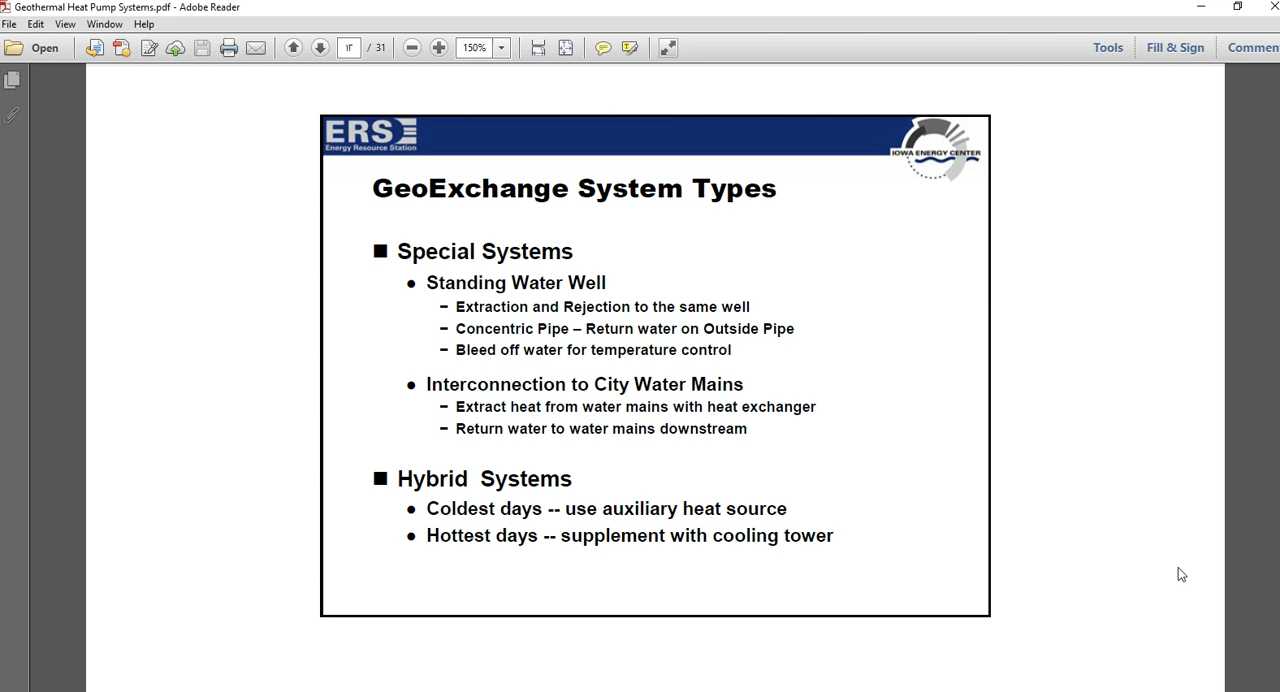 Geothermal Heat Pump Systems.pdf - Adobe Reader
File Edit View Window Help
Open ١٣ / 31 150% Tools Fill & Sign Commen
ERS
Energy Resource Station
IOWA ENERGY CENTER
GeoExchange System Types
■ Special Systems
• Standing Water Well
– Extraction and Rejection to the same well
– Concentric Pipe – Return water on Outside Pipe
– Bleed off water for temperature control
• Interconnection to City Water Mains
– Extract heat from water mains with heat exchanger
– Return water to water mains downstream
■ Hybrid Systems
• Coldest days -- use auxiliary heat source
• Hottest days -- supplement with cooling tower